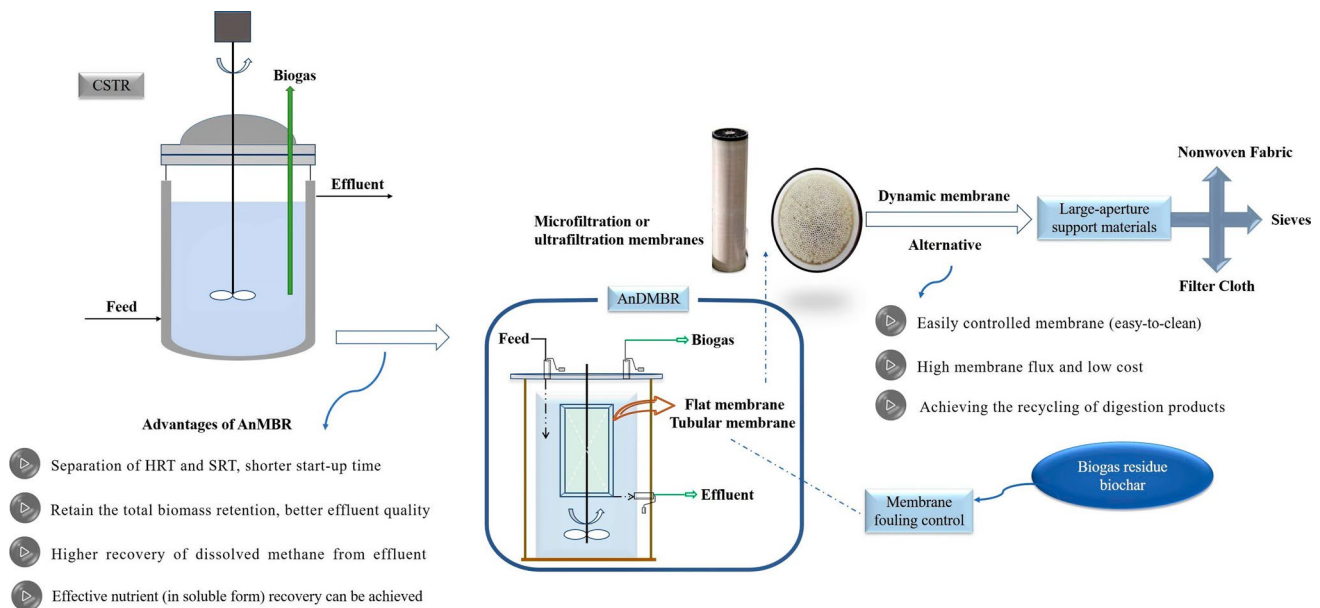 CSTR
Biogas
Effluent
Feed
Advantages of AnMBR
Separation of HRT and SRT, shorter start-up time
Retain the total biomass retention, better effluent quality
Higher recovery of dissolved methane from effluent
Effective nutrient (in soluble form) recovery can be achieved
Microfiltration or
ultrafiltration membranes
AnDMBR
Feed
Biogas
Flat membrane
Tubular membrane
Effluent
Dynamic membrane
Alternative
Large-aperture
support materials
Nonwoven Fabric
Sieves
Filter Cloth
Easily controlled membrane (easy-to-clean)
High membrane flux and low cost
Achieving the recycling of digestion products
Biogas residue
biochar
Membrane
fouling control